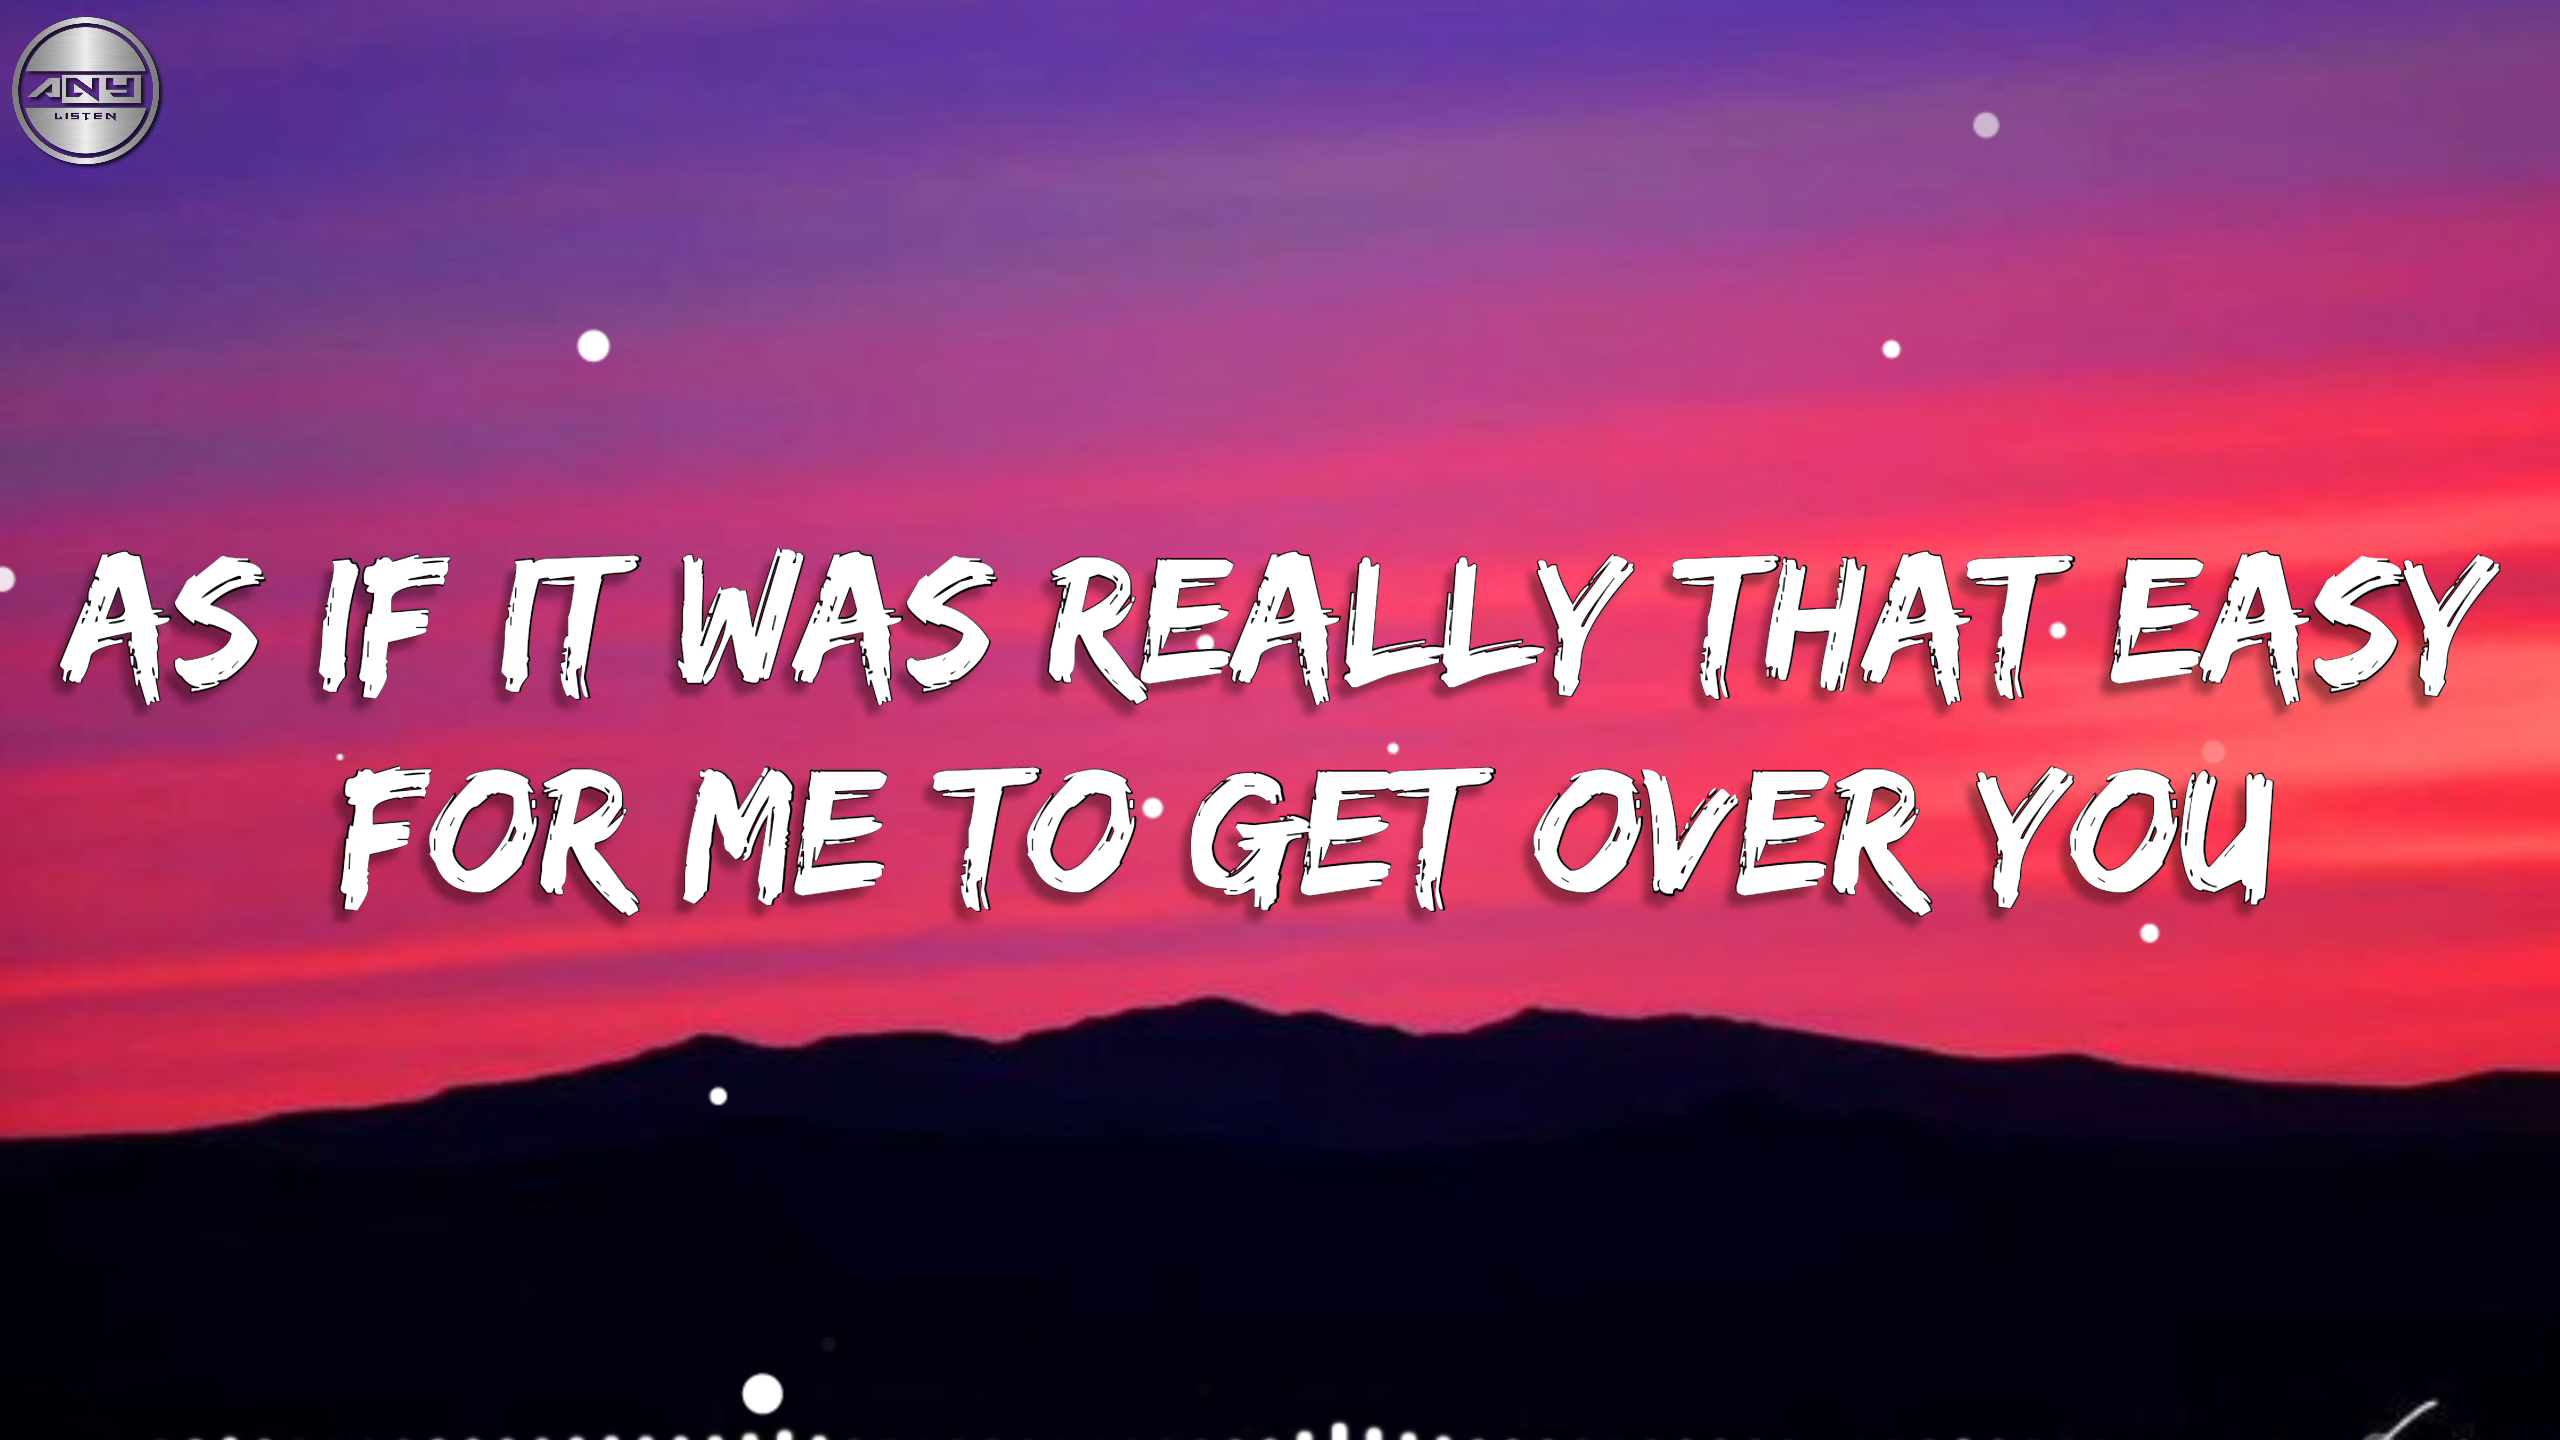 ANY
LISTEN
AS IF IT WAS REALLY THAT EASY
FOR ME TO GET OVER YOU